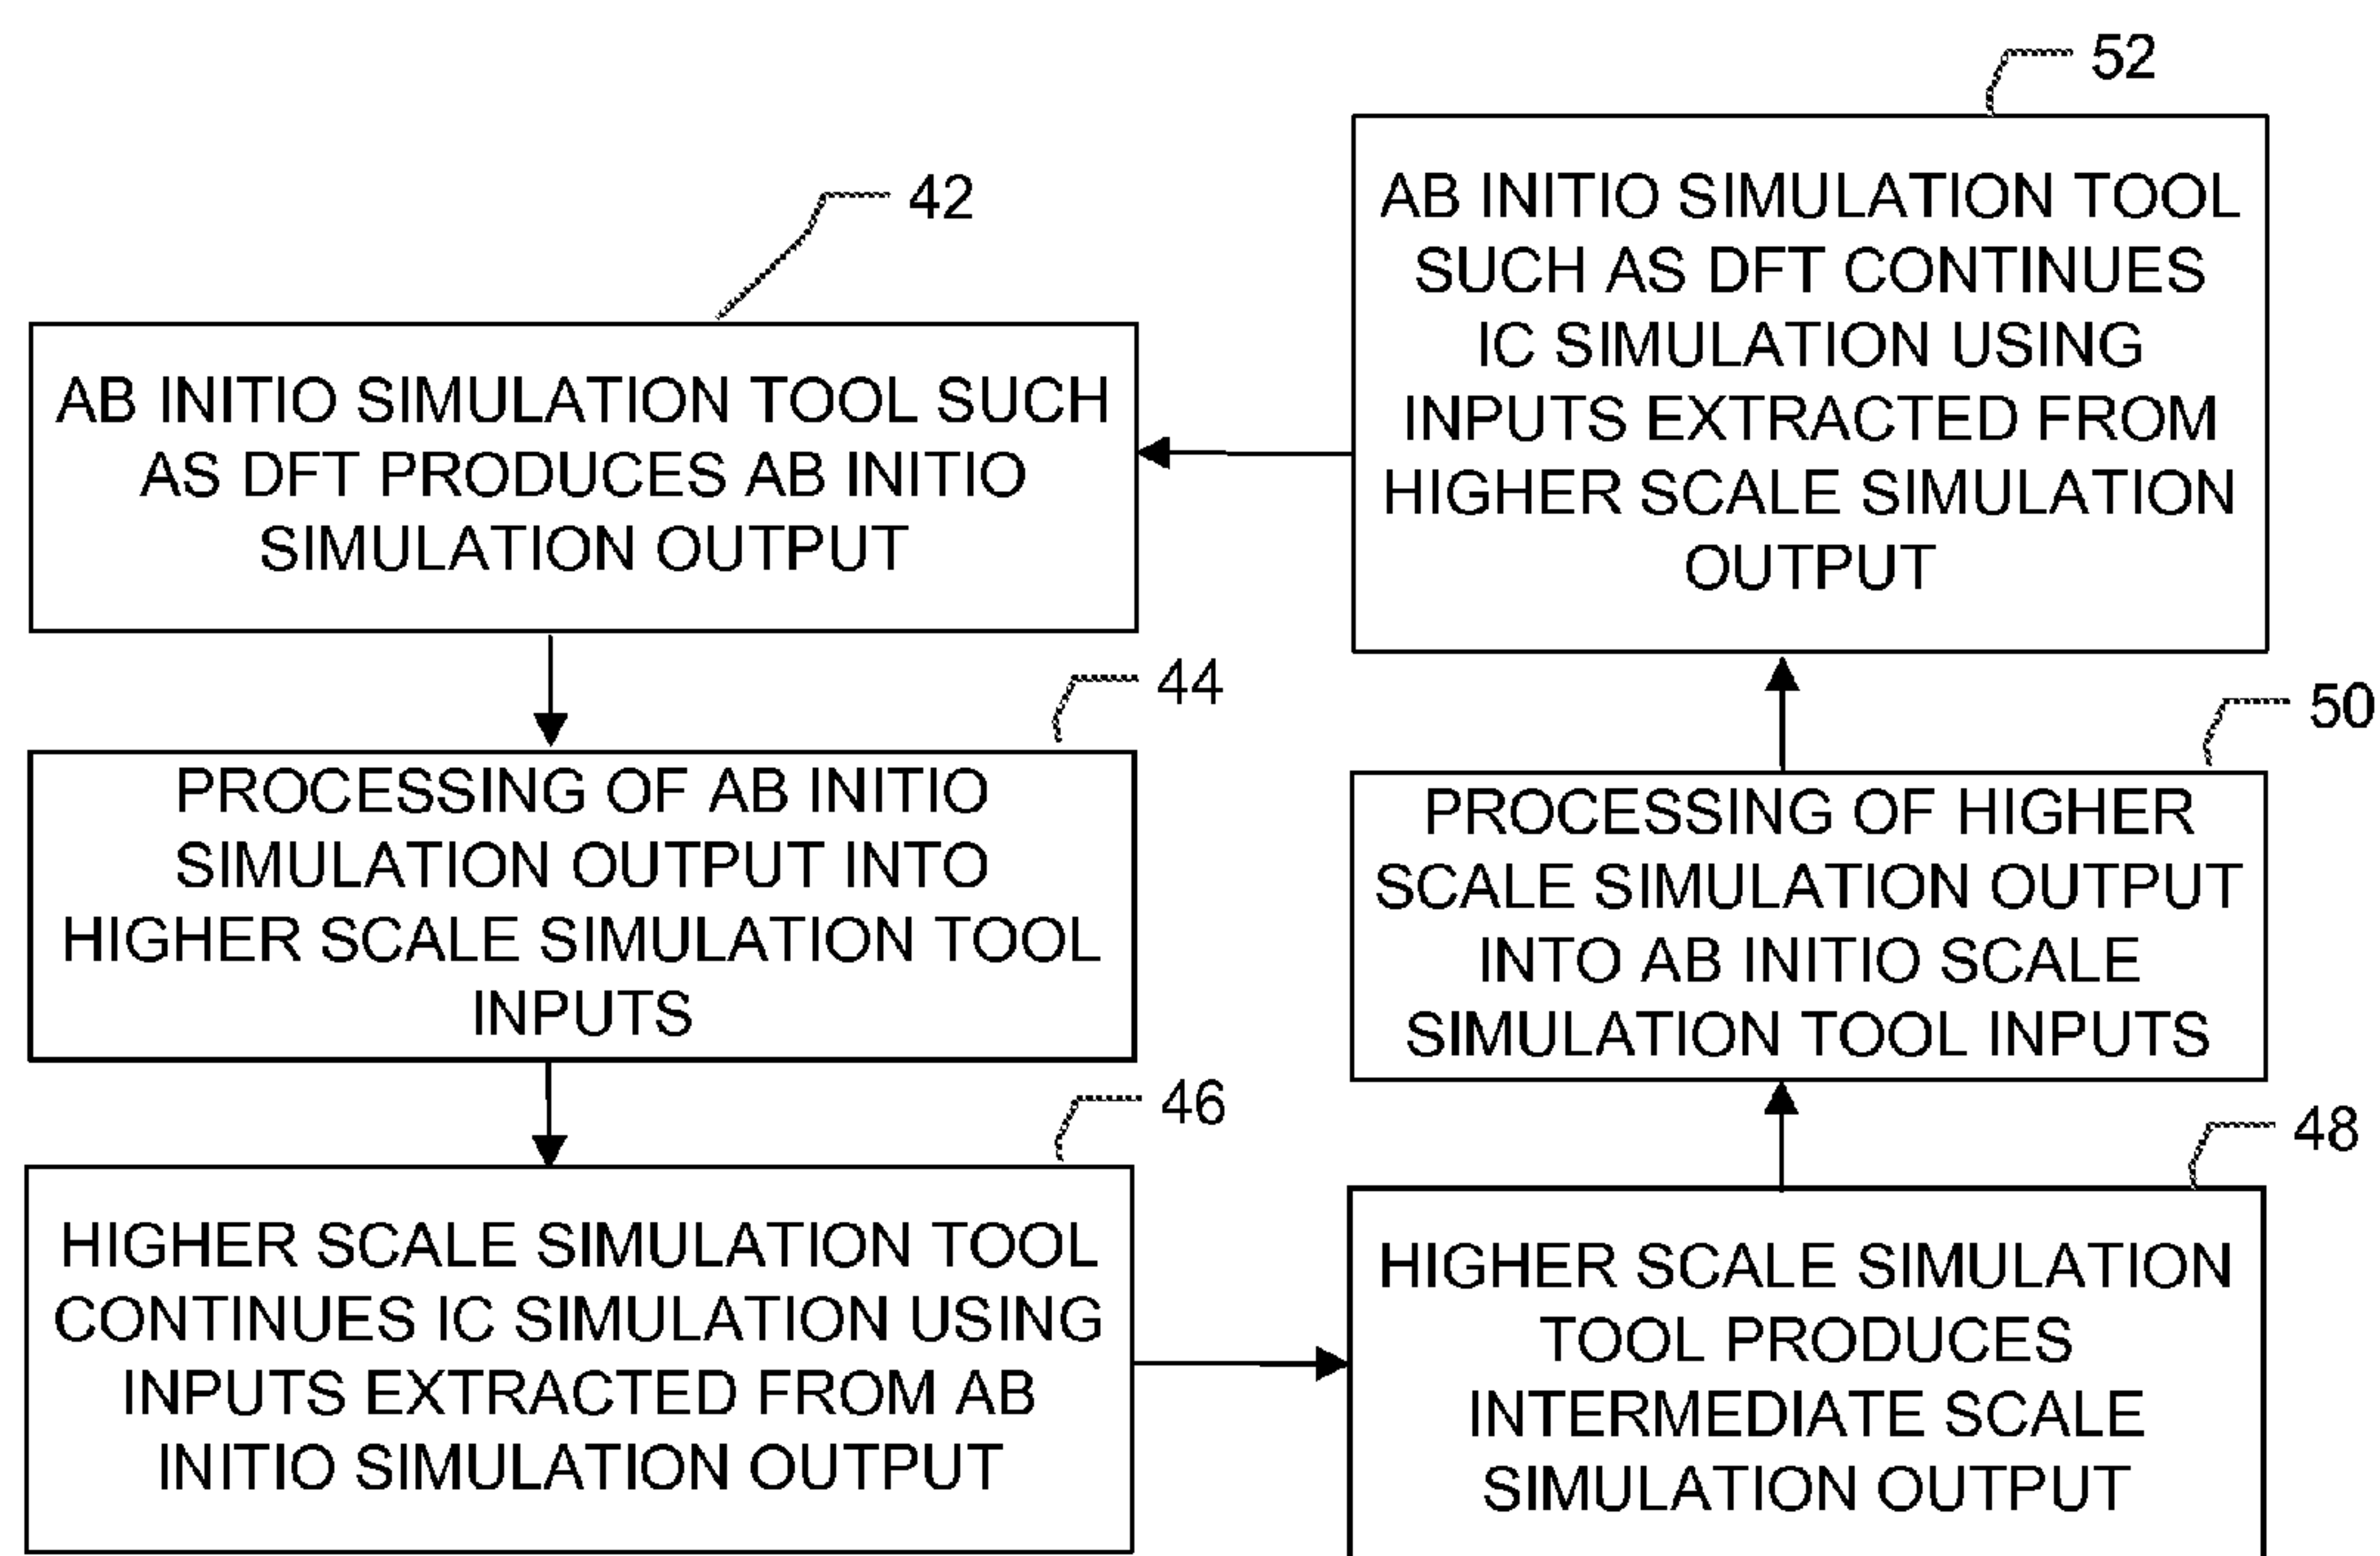 42
AB INITIO SIMULATION TOOL SUCH
AS DFT PRODUCES AB INITIO
SIMULATION OUTPUT
44
PROCESSING OF AB INITIO
SIMULATION OUTPUT INTO
HIGHER SCALE SIMULATION TOOL
INPUTS
46
HIGHER SCALE SIMULATION TOOL
CONTINUES IC SIMULATION USING
INPUTS EXTRACTED FROM AB
INITIO SIMULATION OUTPUT
48
HIGHER SCALE SIMULATION
TOOL PRODUCES
INTERMEDIATE SCALE
SIMULATION OUTPUT
50
PROCESSING OF HIGHER
SCALE SIMULATION OUTPUT
INTO AB INITIO SCALE
SIMULATION TOOL INPUTS
52
AB INITIO SIMULATION TOOL
SUCH AS DFT CONTINUES
IC SIMULATION USING
INPUTS EXTRACTED FROM
HIGHER SCALE SIMULATION
OUTPUT